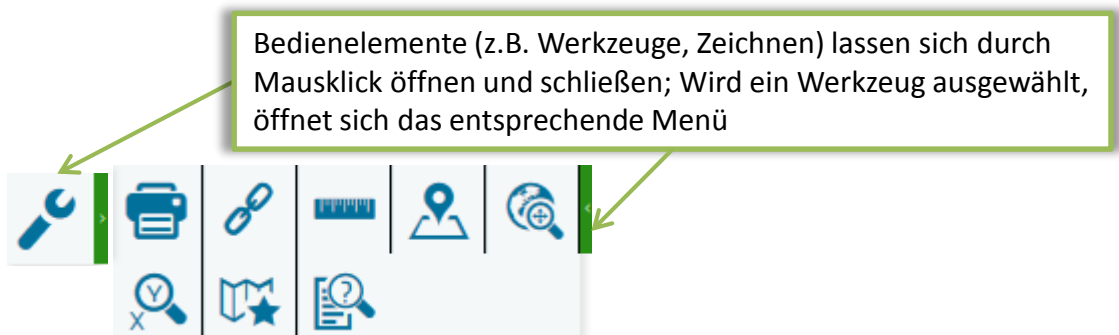 Bedienelemente (z.B. Werkzeuge, Zeichnen) lassen sich durch
Mausklick öffnen und schließen; Wird ein Werkzeug ausgewählt,
öffnet sich das entsprechende Menü
Y
X
?